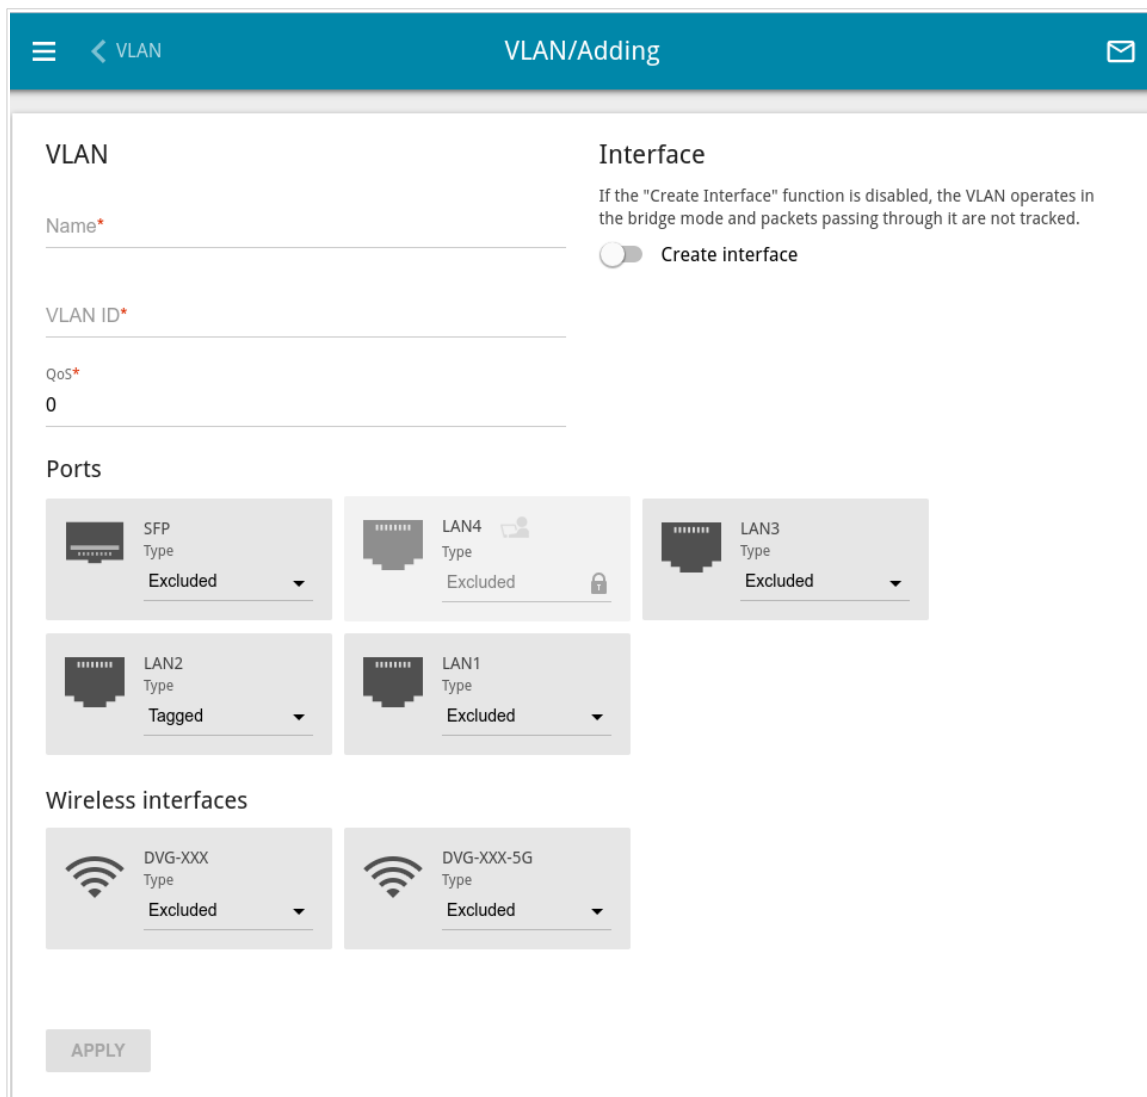 VLAN
VLAN/Adding
VLAN
Name*
VLAN ID*
QoS*
0
Interface
If the "Create Interface" function is disabled, the VLAN operates in
the bridge mode and packets passing through it are not tracked.
Create interface
Ports
SFP
Type
Excluded
LAN4
Type
Excluded
LAN3
Type
Excluded
LAN2
Type
Tagged
LAN1
Type
Excluded
Wireless interfaces
DVG-XXX
Type
Excluded
DVG-XXX-5G
Type
Excluded
APPLY